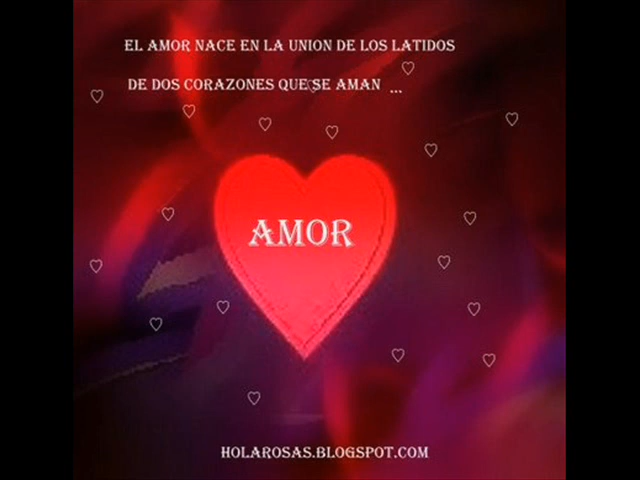 EL AMOR NACE EN LA UNION DE LOS LATIDOS
DE DOS CORAZONES QUE SE AMAN ...
AMOR
HOLAROSAS.BLOGSPOT.COM